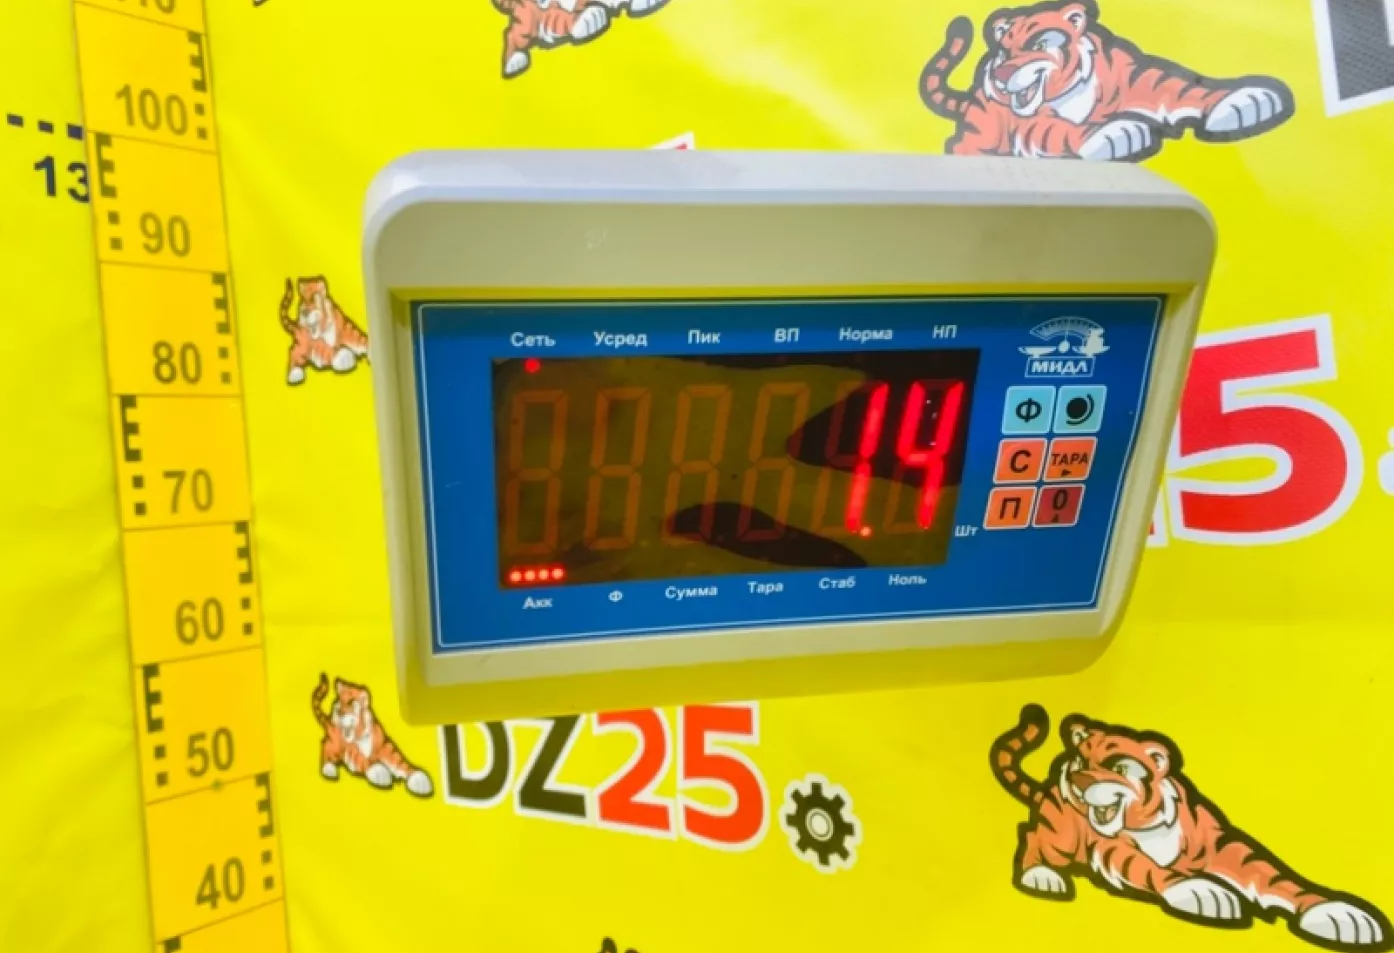 100
13
90
80
70
60
50
40
Сеть Усред Пик ВП Норма НП
МИДЛ
1.4
Ф
С ТАРА
П 0
Шт
Акк Ф Сумма Тара Стаб Ноль
5
DZ25